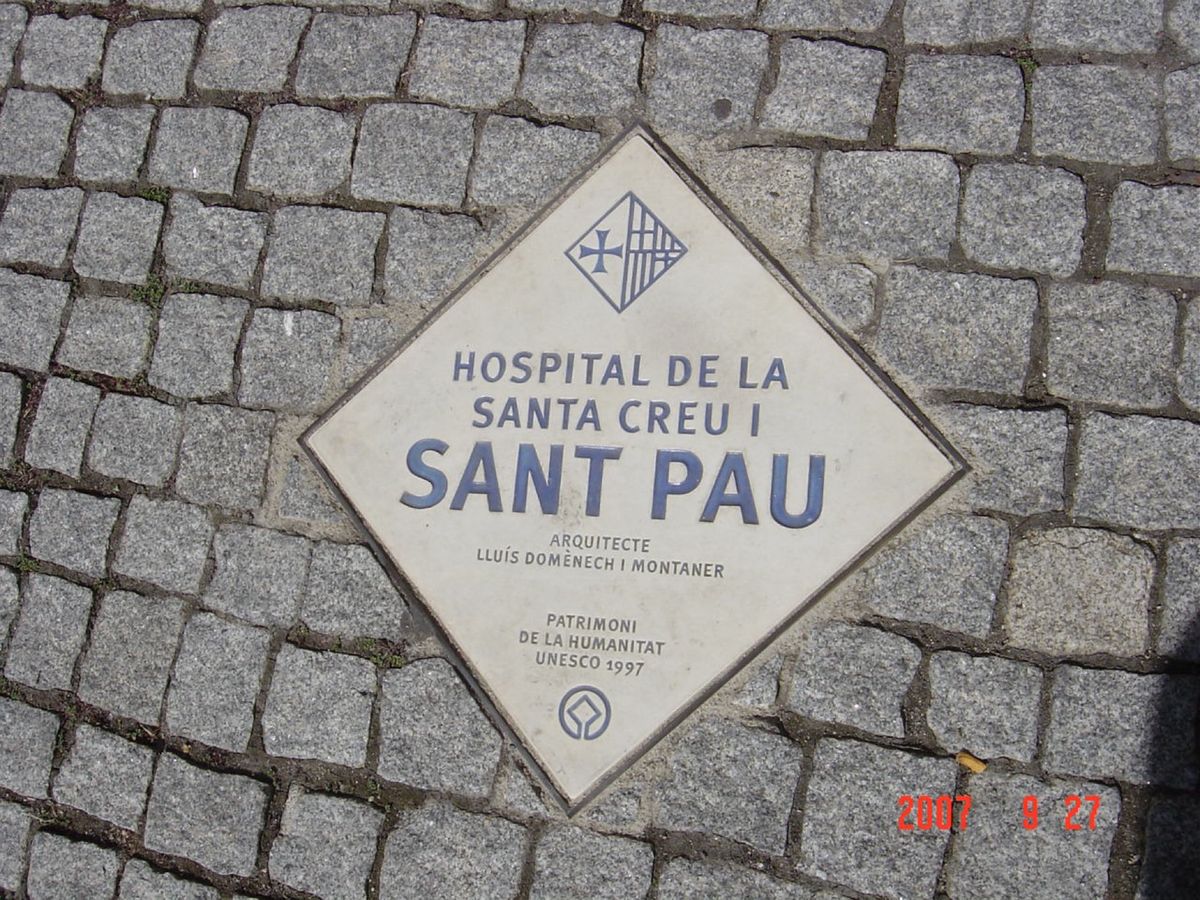 HOSPITAL DE LA
SANTA CREU I
SANT PAU
ARQUITECTE
LLUÍS DOMÈNECH I MONTANER
PATRIMONI
DE LA HUMANITAT
UNESCO 1997
2007 9 27